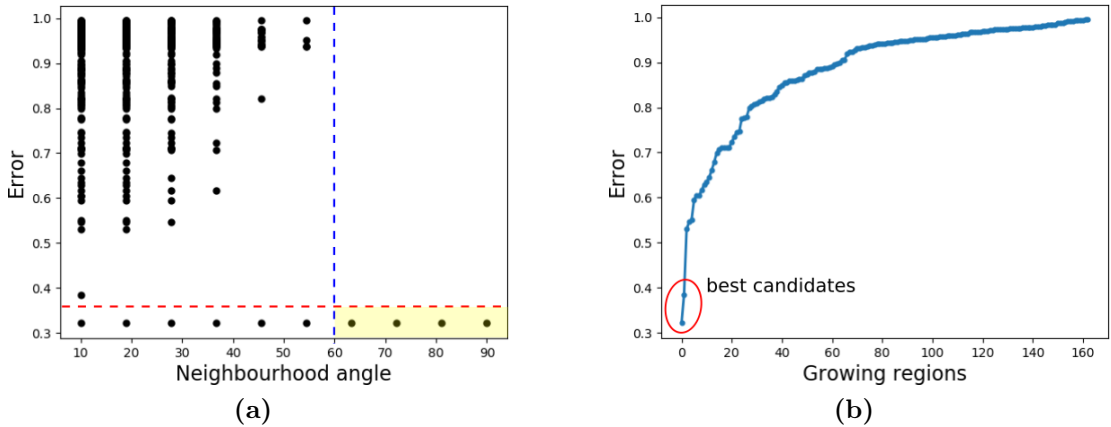 1.0
0.9
0.8
0.7
0.6
0.5
0.4
0.3
Error
10 20 30 40 50 60 70 80 90
Neighbourhood angle
(a)
1.0
0.9
0.8
0.7
0.6
0.5
0.4
0.3
Error
best candidates
0 20 40 60 80 100 120 140 160
Growing regions
(b)